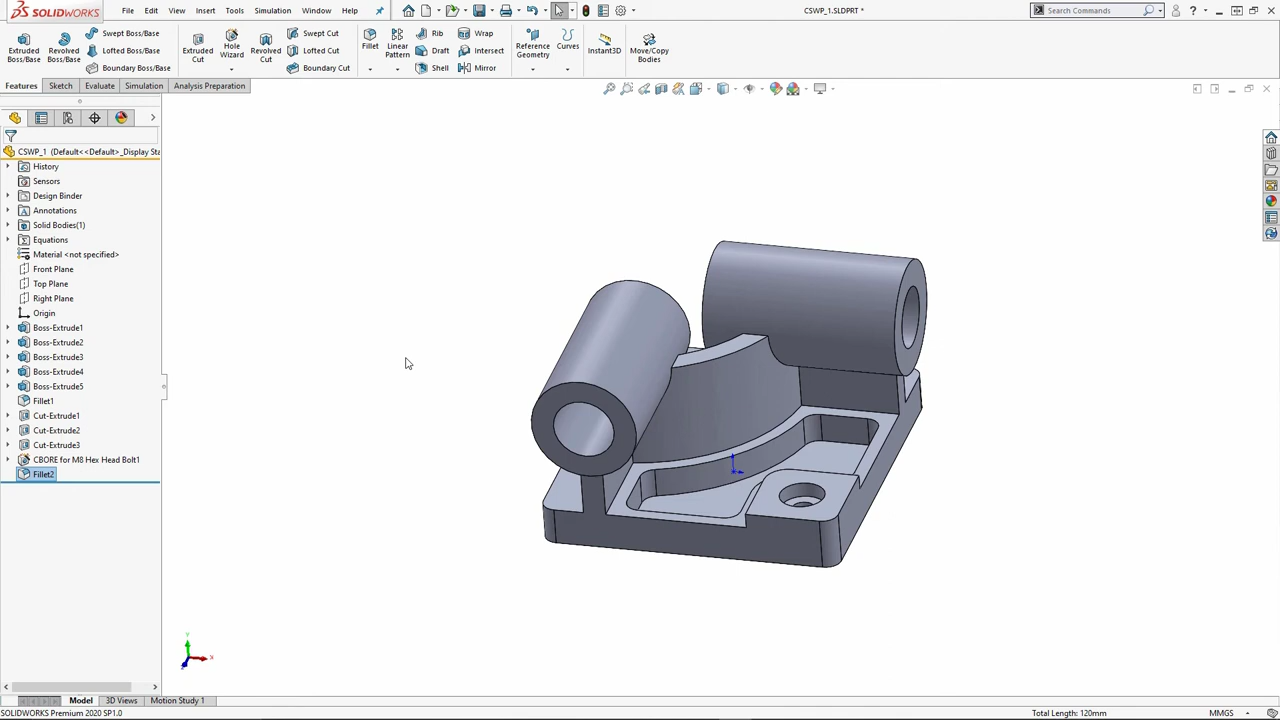 SOLIDWORKS File Edit View Insert Tools Simulation Window Help CSWP_1.SLDPRT * Search Commands
Extruded Boss/Base
Revolved Boss/Base
Swept Boss/Base
Lofted Boss/Base
Boundary Boss/Base
Extruded Cut
Hole Wizard
Revolved Cut
Swept Cut
Lofted Cut
Boundary Cut
Fillet
Linear Pattern
Rib
Draft
Shell
Wrap
Intersect
Mirror
Reference Geometry
Curves
Instant3D
Move/Copy Bodies
Features Sketch Evaluate Simulation Analysis Preparation
CSWP_1 (Default<<Default>_Display Sta
History
Sensors
Design Binder
Annotations
Solid Bodies(1)
Equations
Material <not specified>
Front Plane
Top Plane
Right Plane
Origin
Boss-Extrude1
Boss-Extrude2
Boss-Extrude3
Boss-Extrude4
Boss-Extrude5
Fillet1
Cut-Extrude1
Cut-Extrude2
Cut-Extrude3
CBORE for M8 Hex Head Bolt1
Fillet2
Y
X
Z
Model 3D Views Motion Study 1
SOLIDWORKS Premium 2020 SP1.0 Total Length: 120mm MMGS